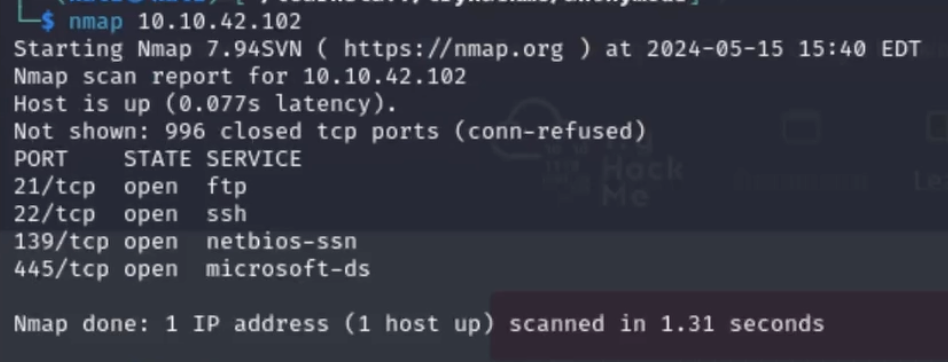 └─$ nmap 10.10.42.102
Starting Nmap 7.94SVN ( https://nmap.org ) at 2024-05-15 15:40 EDT
Nmap scan report for 10.10.42.102
Host is up (0.077s latency).
Not shown: 996 closed tcp ports (conn-refused)
PORT    STATE SERVICE
21/tcp  open  ftp
22/tcp  open  ssh
139/tcp open  netbios-ssn
445/tcp open  microsoft-ds
Hack
Me
Nmap done: 1 IP address (1 host up) scanned in 1.31 seconds